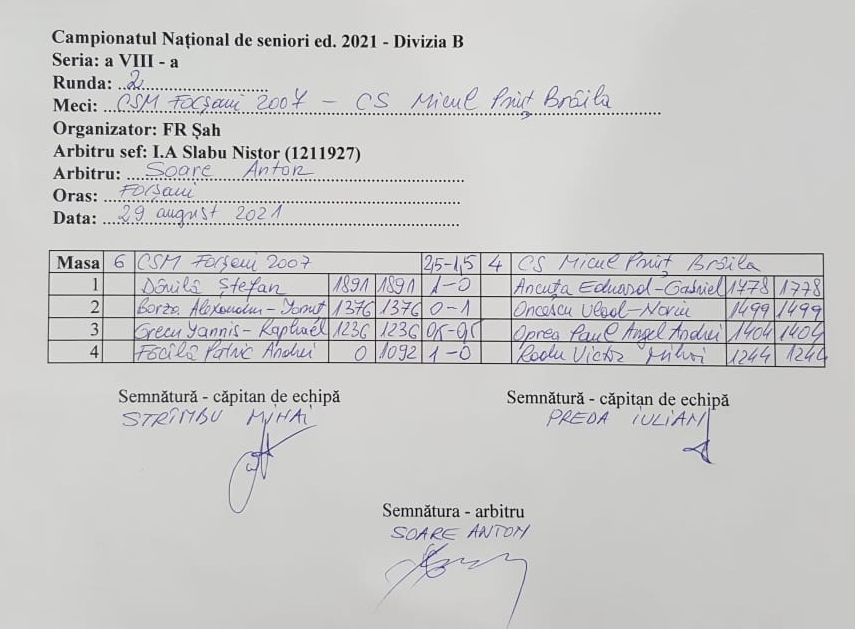 Campionatul Național de seniori ed. 2021 - Divizia B
Seria: a VIII - a
Runda: 2
Meci: CSM Focșani 2007 - CS Micul Prinț Brăila
Organizator: FR Șah
Arbitru sef: I.A Slabu Nistor (1211927)
Arbitru: Soare Anton
Oras: Focșani
Data: 29 august 2021
Masa 6 CSM Focșani 2007 2,5-1,5 4 CS Micul Prinț Brăila
1 Dănilă Ștefan 1891 1891 1-0 Ancuța Eduard-Gabriel 1778 1778
2 Borza Alexandru-Ionuț 1376 1376 0-1 Oncescu Vlad-Noriu 1499 1499
3 Grecu Yannis-Raphaël 1236 1236 0,5-0,5 Oprea Paul Angel Andrei 1404 1404
4 Focilă Patric Andrei 0 1092 1-0 Radu Victor Mihai 1244 1244
Semnătură - căpitan de echipă Semnătură - căpitan de echipă
STRÎMBU MIHAI PREDA IULIAN
Semnătura - arbitru
SOARE ANTON